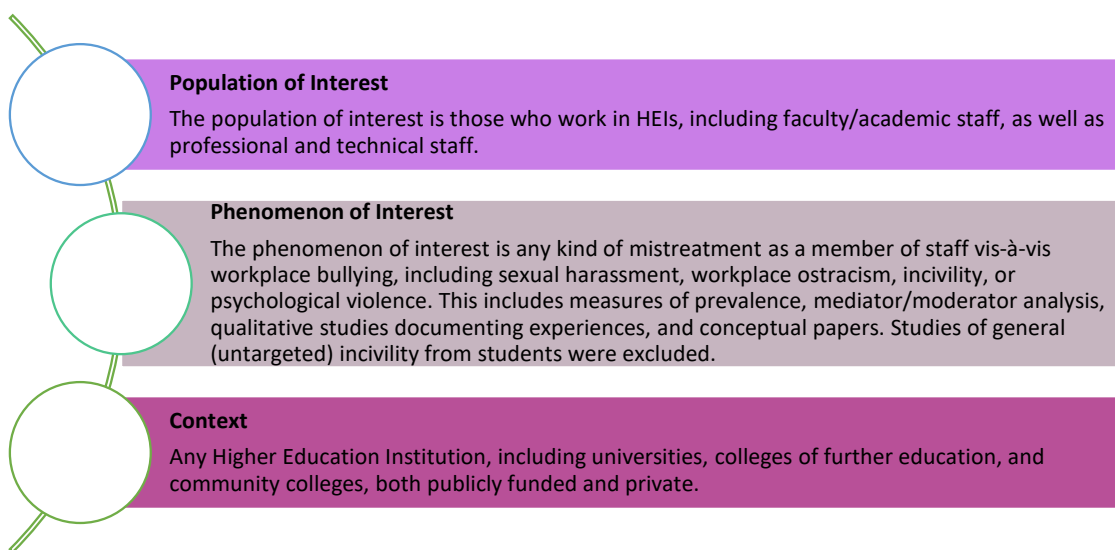 Population of Interest
The population of interest is those who work in HEIs, including faculty/academic staff, as well as
professional and technical staff.
Phenomenon of Interest
The phenomenon of interest is any kind of mistreatment as a member of staff vis-à-vis
workplace bullying, including sexual harassment, workplace ostracism, incivility, or
psychological violence. This includes measures of prevalence, mediator/moderator analysis,
qualitative studies documenting experiences, and conceptual papers. Studies of general
(untargeted) incivility from students were excluded.
Context
Any Higher Education Institution, including universities, colleges of further education, and
community colleges, both publicly funded and private.